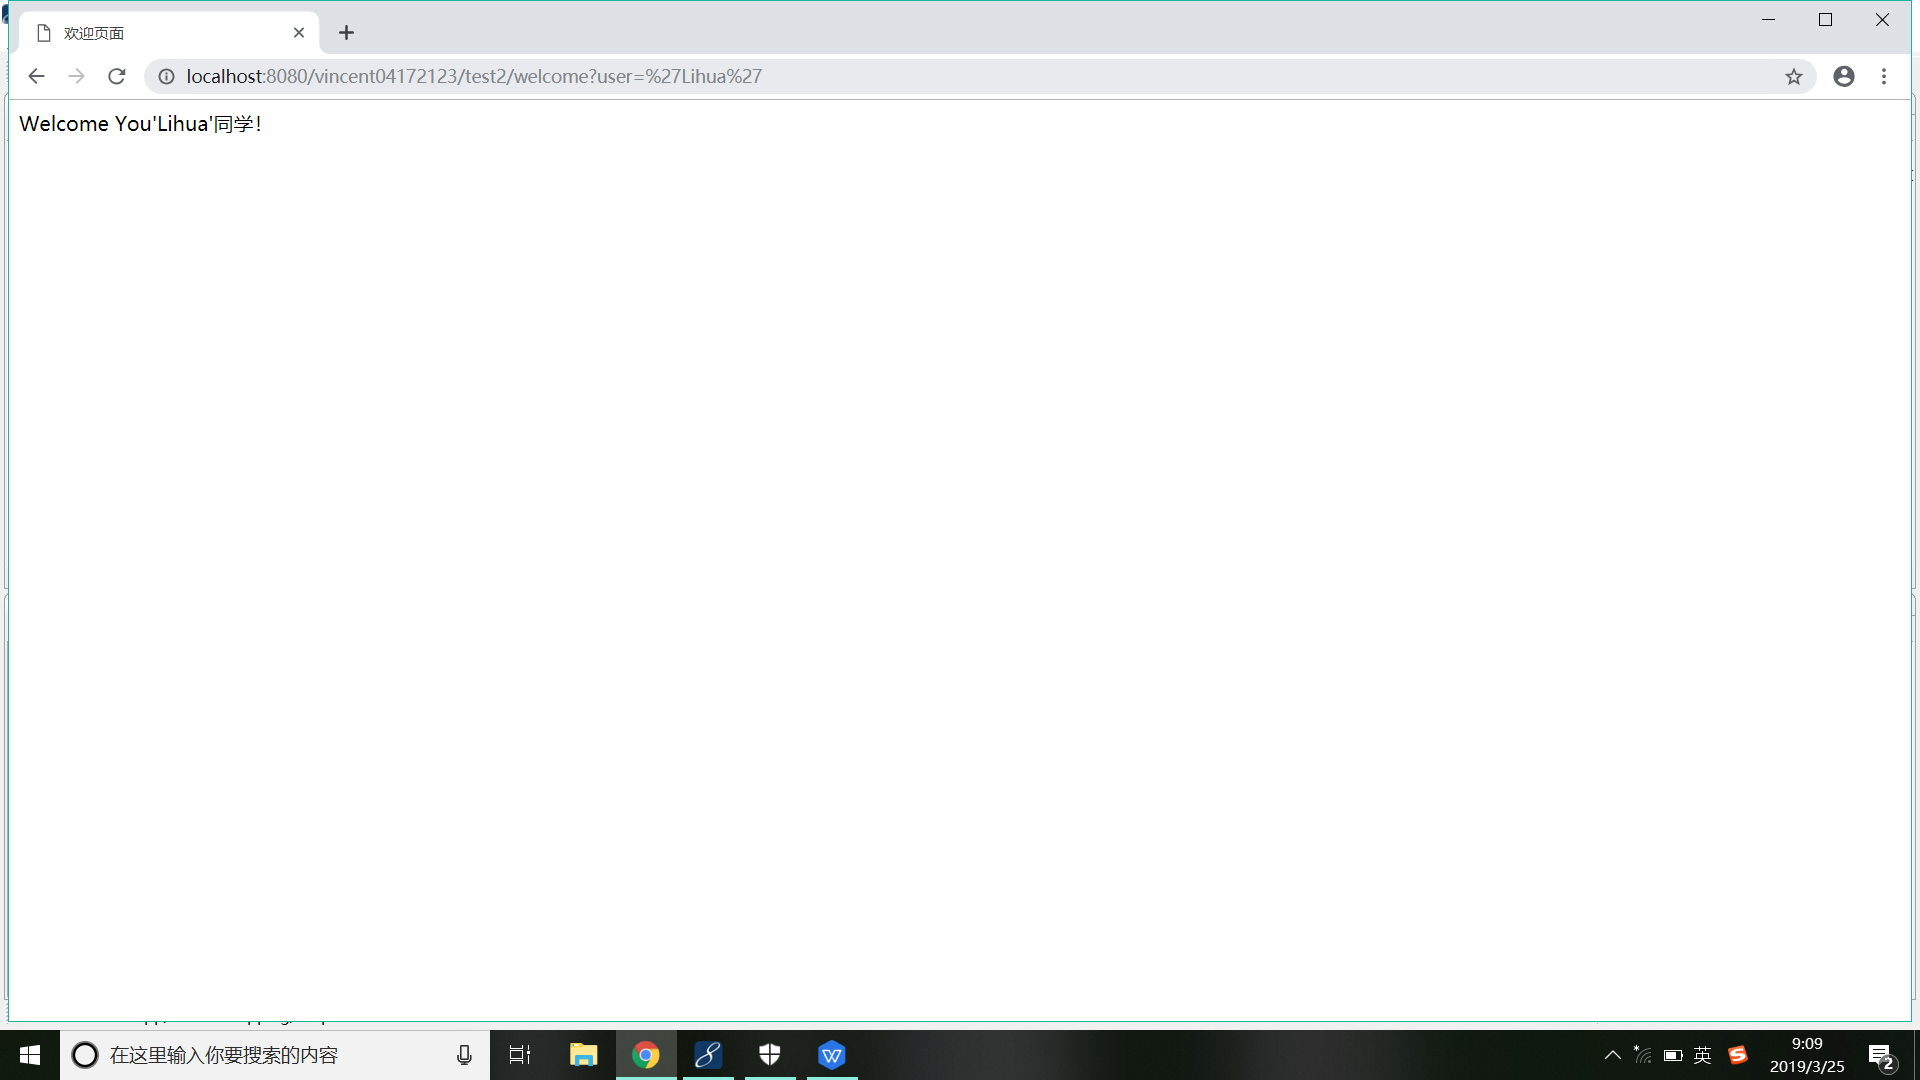 欢迎页面
localhost:8080/vincent04172123/test2/welcome?user=%27Lihua%27
Welcome You'Lihua'同学!
在这里输入你要搜索的内容
英
9:09
2019/3/25
2